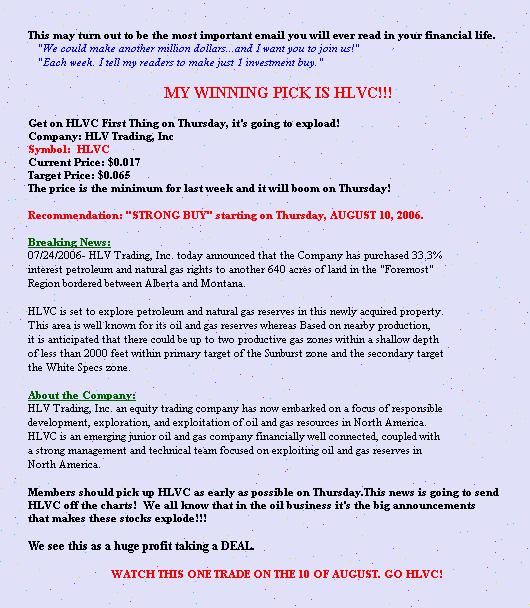 This may turn out to be the most important email you will ever read in your financial life.
"We could make another million dollars...and I want you to join us!"
"Each week. I tell my readers to make just 1 investment buy."
MY WINNING PICK IS HLVC!!!
Get on HLVC First Thing on Thursday, it's going to expload!
Company: HLV Trading, Inc
Symbol: HLVC
Current Price: $0.017
Target Price: $0.065
The price is the minimum for last week and it will boom on Thursday!
Recommendation: "STRONG BUY" starting on Thursday, AUGUST 10, 2006.
Breaking News:
07/24/2006- HLV Trading, Inc. today announced that the Company has purchased 33.3%
interest petroleum and natural gas rights to another 640 acres of land in the "Foremost"
Region bordered between Alberta and Montana.
HLVC is set to explore petroleum and natural gas reserves in this newly acquired property.
This area is well known for its oil and gas reserves whereas Based on nearby production,
it is anticipated that there could be up to two productive gas zones within a shallow depth
of less than 2000 feet within primary target of the Sunburst zone and the secondary target
the White Specs zone.
About the Company:
HLV Trading, Inc. an equity trading company has now embarked on a focus of responsible
development, exploration, and exploitation of oil and gas resources in North America.
HLVC is an emerging junior oil and gas company financially well connected, coupled with
a strong management and technical team focused on exploiting oil and gas reserves in
North America.
Members should pick up HLVC as early as possible on Thursday.This news is going to send
HLVC off the charts! We all know that in the oil business it's the big announcements
that makes these stocks explode!!!
We see this as a huge profit taking a DEAL.
WATCH THIS ONE TRADE ON THE 10 OF AUGUST. GO HLVC!